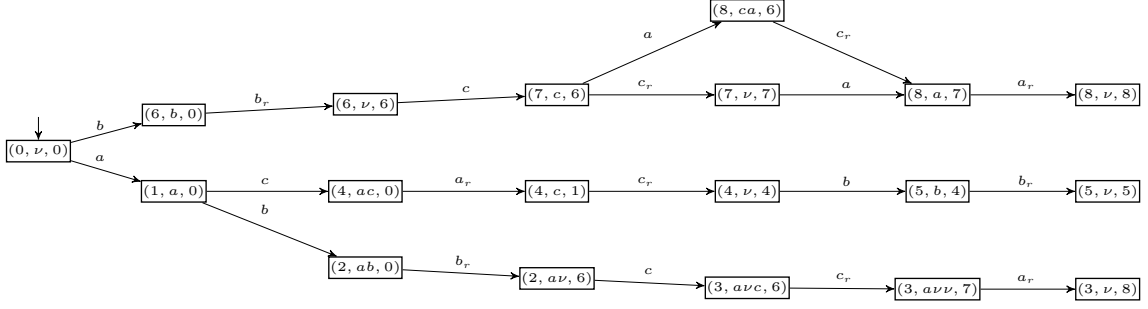 (8, ca, 6)
a
c_r
b
b_r
c
(6, b, 0)
(6, ν, 6)
(7, c, 6)
c_r
(7, ν, 7)
a
(8, a, 7)
a_r
(8, ν, 8)
(0, ν, 0)
a
(1, a, 0)
c
(4, ac, 0)
a_r
(4, c, 1)
c_r
(4, ν, 4)
b
(5, b, 4)
b_r
(5, ν, 5)
b
(2, ab, 0)
b_r
(2, aν, 6)
c
(3, aνc, 6)
c_r
(3, aνν, 7)
a_r
(3, ν, 8)